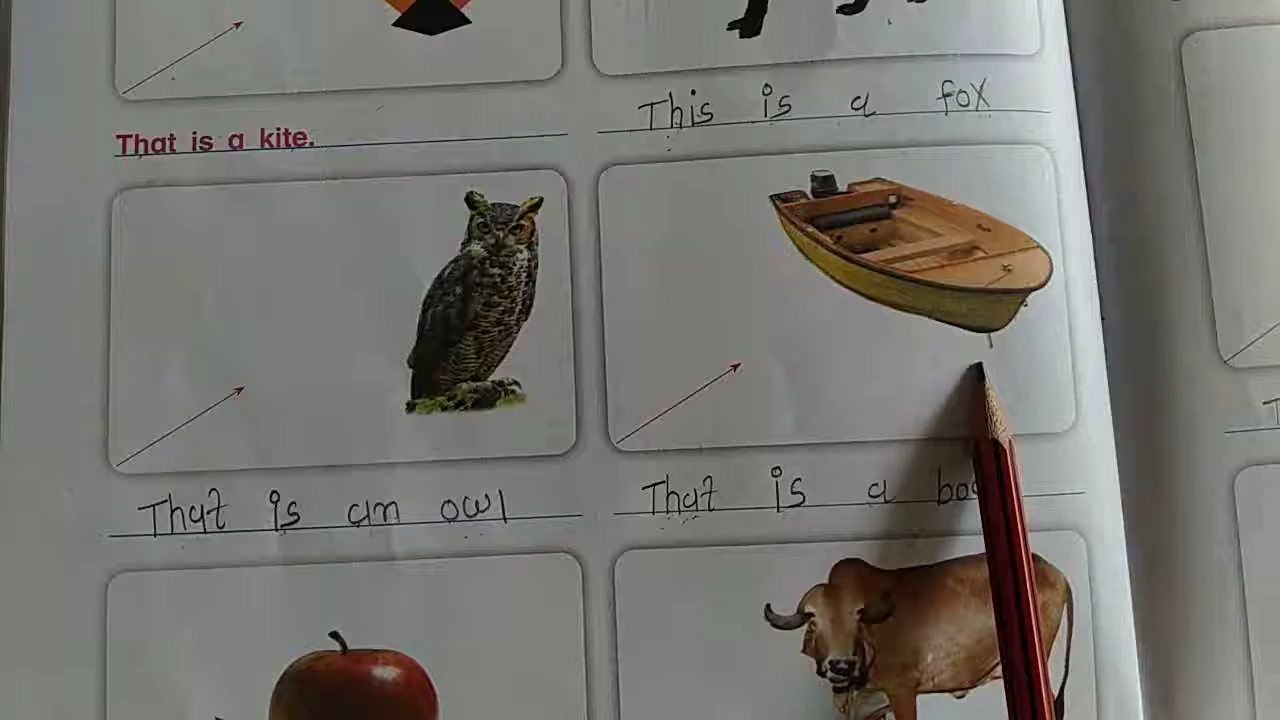 This is a fox
That is a kite.
That is an owl
That is a